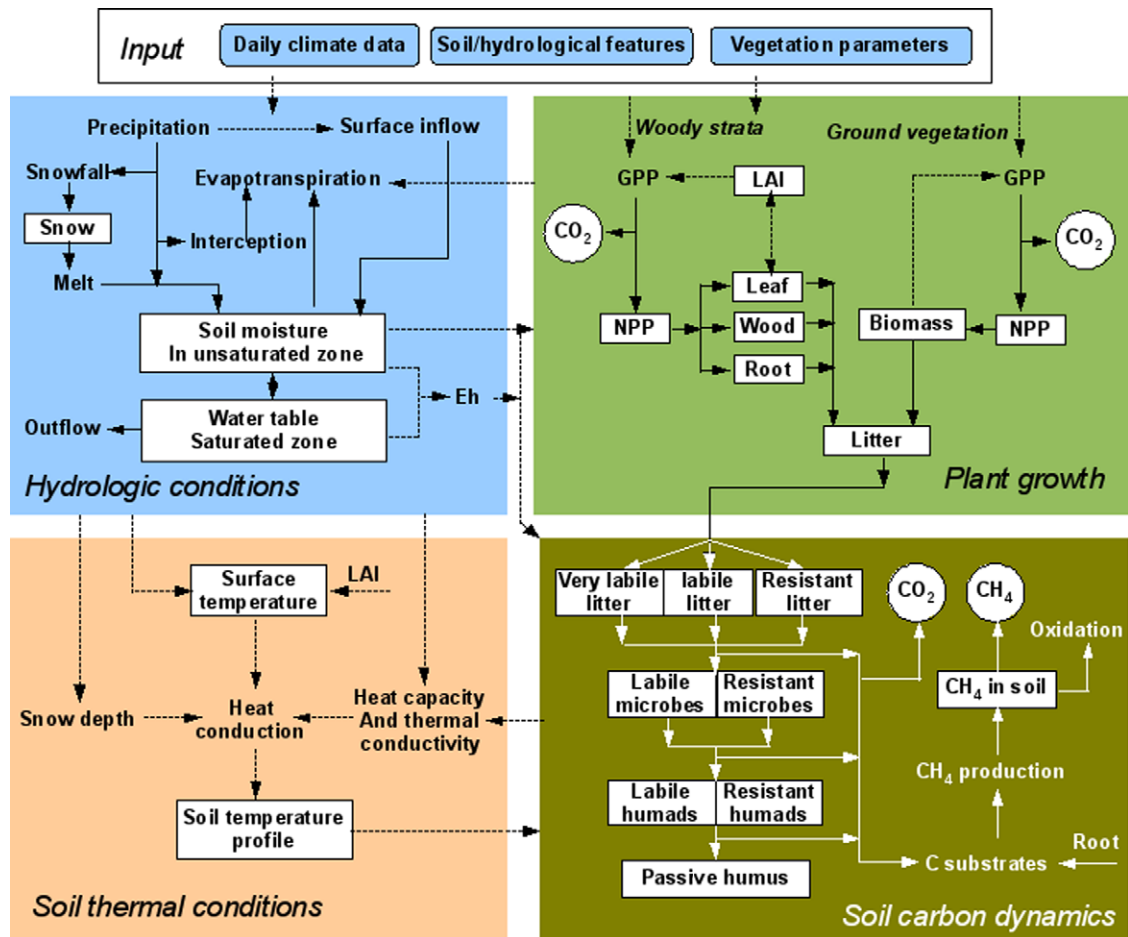 Input
Daily climate data
Soil/hydrological features
Vegetation parameters
Precipitation
Surface inflow
Snowfall
Evapotranspiration
Snow
Interception
Melt
Soil moisture
In unsaturated zone
Eh
Water table
Saturated zone
Outflow
Hydrologic conditions
Woody strata
Ground vegetation
GPP
LAI
GPP
CO2
CO2
Leaf
NPP
Wood
Biomass
NPP
Root
Litter
Plant growth
Surface
temperature
LAI
Snow depth
Heat
conduction
Heat capacity
And thermal
conductivity
Soil temperature
profile
Soil thermal conditions
Very labile
litter
labile
litter
Resistant
litter
CO2
CH4
Oxidation
Labile
microbes
Resistant
microbes
CH4 in soil
CH4 production
Labile
humads
Resistant
humads
Root
C substrates
Passive humus
Soil carbon dynamics